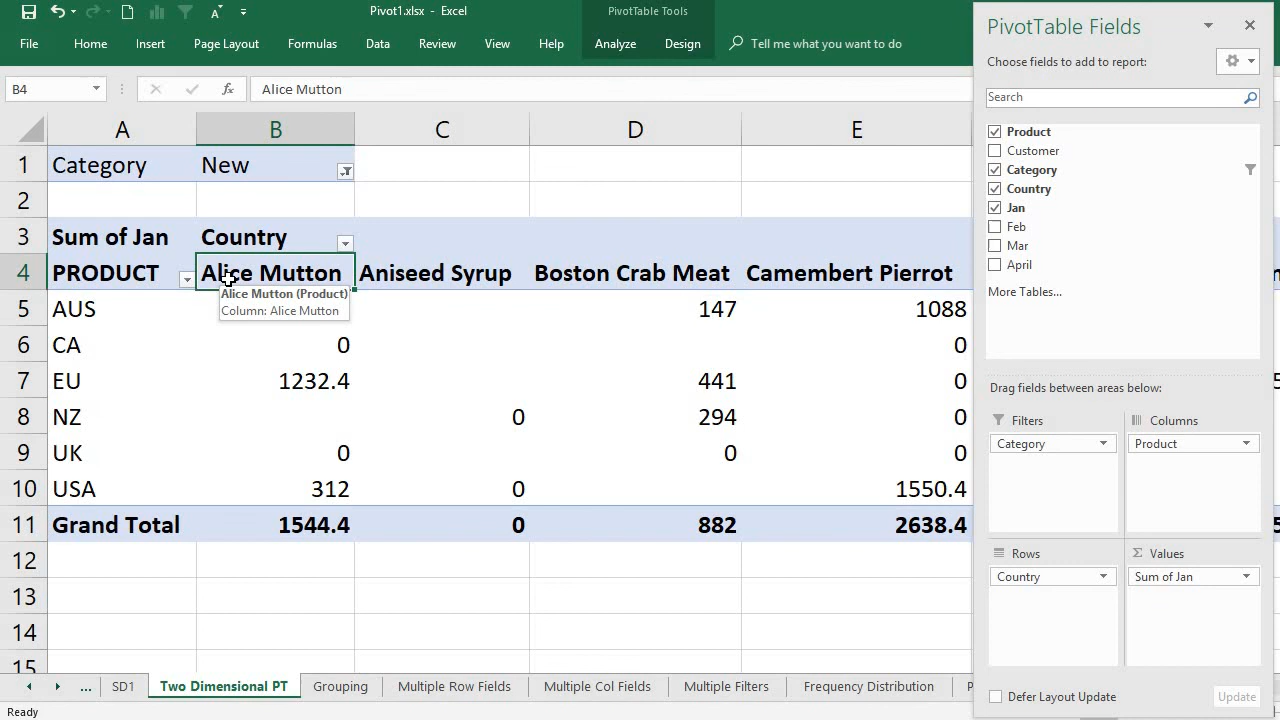 Pivot1.xlsx - Excel
PivotTable Tools
File Home Insert Page Layout Formulas Data Review View Help Analyze Design Tell me what you want to do
B4 fx Alice Mutton
A B C D E
1 Category New
2
3 Sum of Jan Country
4 PRODUCT Alice Mutton Aniseed Syrup Boston Crab Meat Camembert Pierrot
Alice Mutton (Product)
Column: Alice Mutton
5 AUS 147 1088
6 CA 0 0
7 EU 1232.4 441 0
8 NZ 0 294 0
9 UK 0 0 0
10 USA 312 0 1550.4
11 Grand Total 1544.4 0 882 2638.4
12
13
14
15
... SD1 Two Dimensional PT Grouping Multiple Row Fields Multiple Col Fields Multiple Filters Frequency Distribution P
Ready
PivotTable Fields
Choose fields to add to report:
Search
Product
Customer
Category
Country
Jan
Feb
Mar
April
More Tables...
Drag fields between areas below:
Filters Columns
Category Product
Rows Σ Values
Country Sum of Jan
Defer Layout Update Update